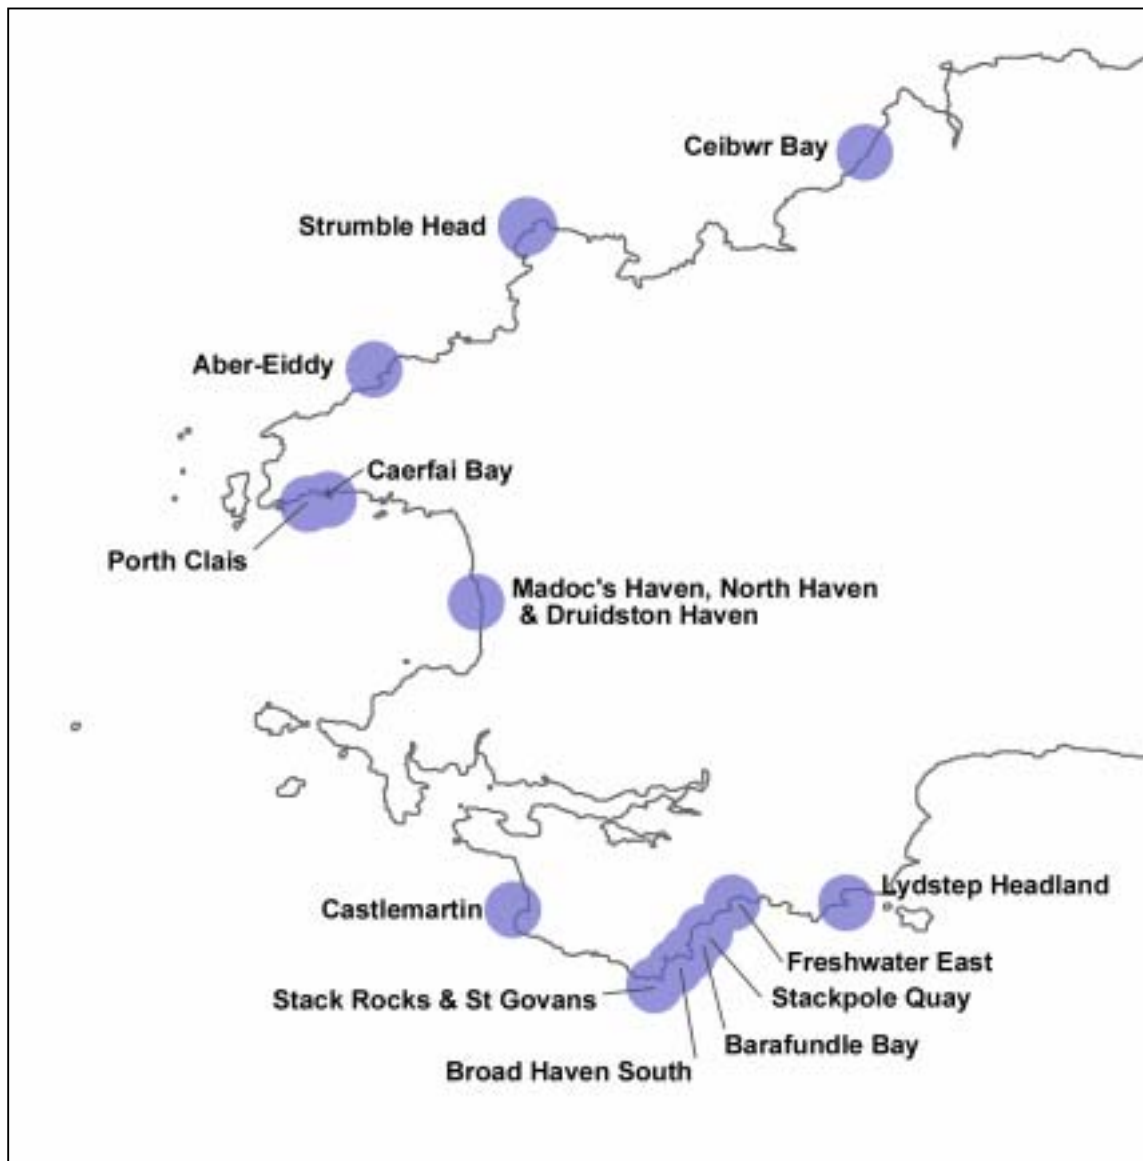 Ceibwr Bay
Strumble Head
Aber-Eiddy
Caerfai Bay
Porth Clais
Madoc's Haven, North Haven
& Druidston Haven
Lydstep Headland
Castlemartin
Freshwater East
Stack Rocks & St Govans
Stackpole Quay
Barafundle Bay
Broad Haven South